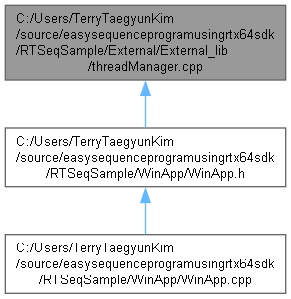 C:/Users/TerryTaegyunKim
/source/easysequenceprogramusingrtx64sdk
/RTSeqSample/External/External_lib
/threadManager.cpp
C:/Users/TerryTaegyunKim
/source/easysequenceprogramusingrtx64sdk
/RTSeqSample/WinApp/WinApp.h
C:/Users/TerryTaegyunKim
/source/easysequenceprogramusingrtx64sdk
/RTSeqSample/WinApp/WinApp.cpp